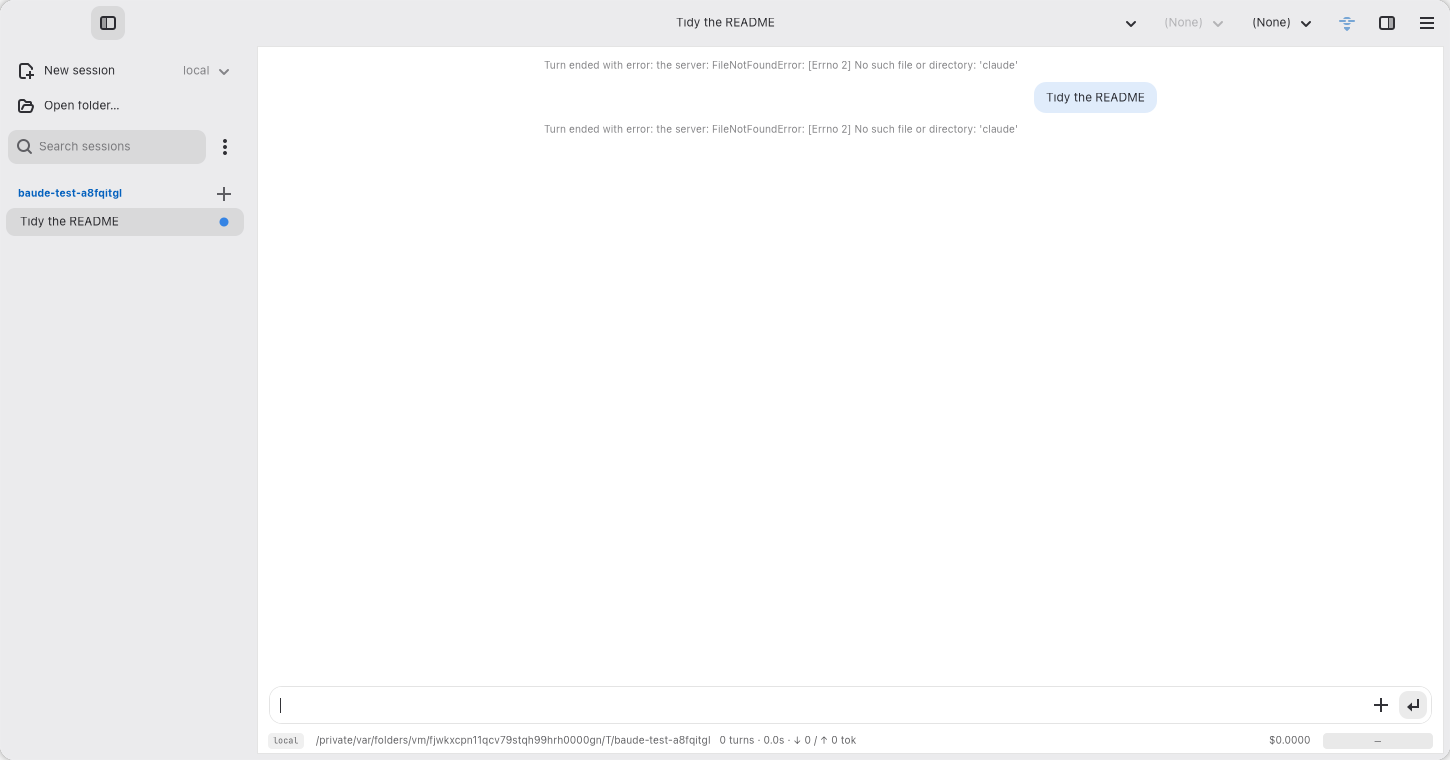 Tidy the README
(None)
(None)
New session
local
Open folder...
Search sessions
baude-test-a8fqitgl
Tidy the README
Turn ended with error: the server: FileNotFoundError: [Errno 2] No such file or directory: 'claude'
Tidy the README
Turn ended with error: the server: FileNotFoundError: [Errno 2] No such file or directory: 'claude'
local
/private/var/folders/vm/fjwkxcpn11qcv79stqh99hrh0000gn/T/baude-test-a8fqitgl
0 turns · 0.0s · ↓ 0 / ↑ 0 tok
$0.0000
—